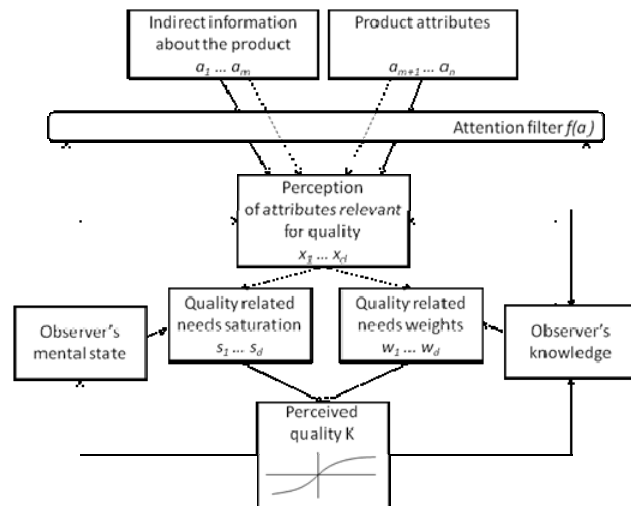 Indirect information
about the product
a1 ... am
Product attributes
am+1 ... an
Attention filter f(a)
Perception
of attributes relevant
for quality
x1 ... xd
Quality related
needs saturation
s1 ... sd
Quality related
needs weights
w1 ... wd
Observer's
mental state
Observer's
knowledge
Perceived
quality K